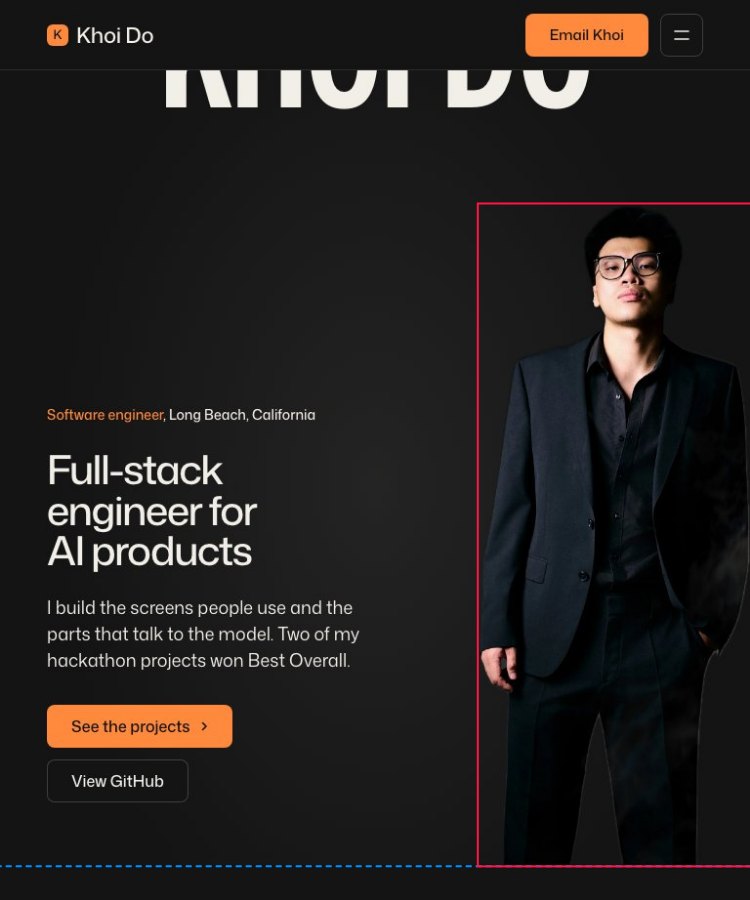 K Khoi Do
Email Khoi
KHOI DO
Software engineer, Long Beach, California
Full-stack
engineer for
AI products
I build the screens people use and the
parts that talk to the model. Two of my
hackathon projects won Best Overall.
See the projects
View GitHub